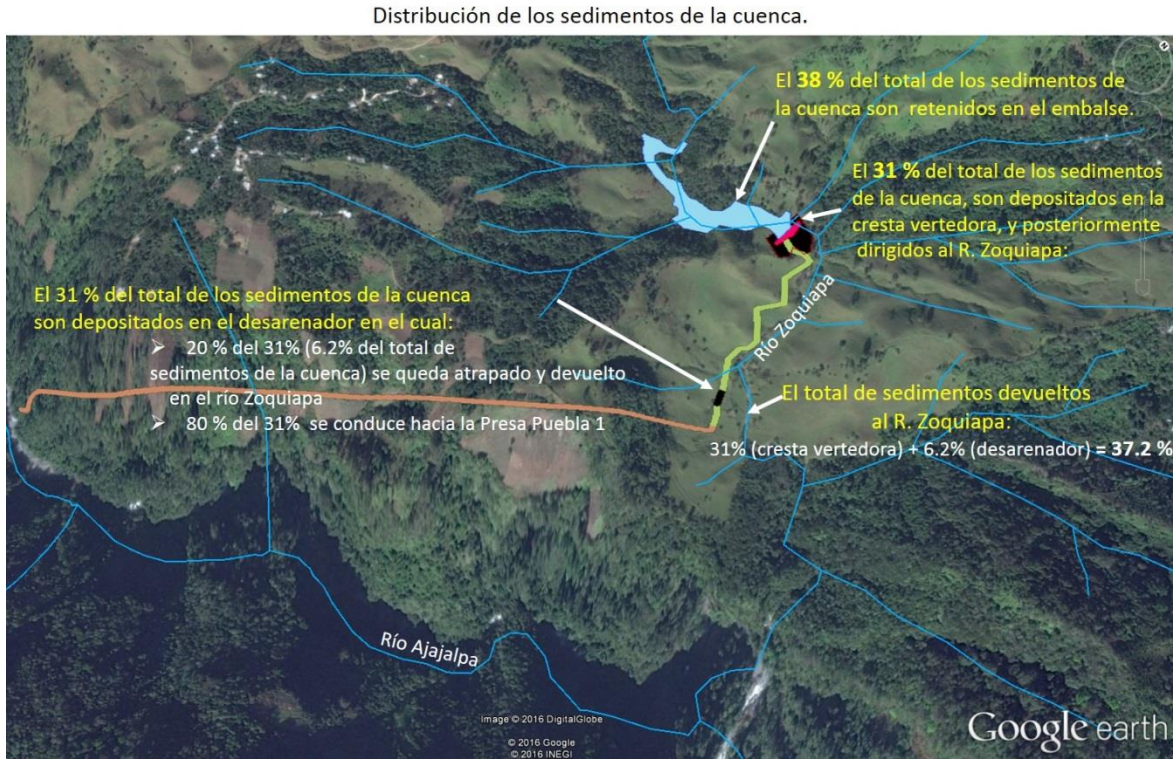 Distribución de los sedimentos de la cuenca.
El 38 % del total de los sedimentos de
la cuenca son retenidos en el embalse.
El 31 % del total de los sedimentos
de la cuenca, son depositados en la
cresta vertedora, y posteriormente
dirigidos al R. Zoquiapa:
El 31 % del total de los sedimentos de la cuenca
son depositados en el desarenador en el cual:
➢ 20 % del 31% (6.2% del total de
sedimentos de la cuenca) se queda atrapado y devuelto
en el río Zoquiapa
➢ 80 % del 31% se conduce hacia la Presa Puebla 1
Río Zoquiapa
El total de sedimentos devueltos
al R. Zoquiapa:
31% (cresta vertedora) + 6.2% (desarenador) = 37.2 %
Río Ajajalpa
Image © 2016 DigitalGlobe
© 2016 Google
© 2016 INEGI
Google earth